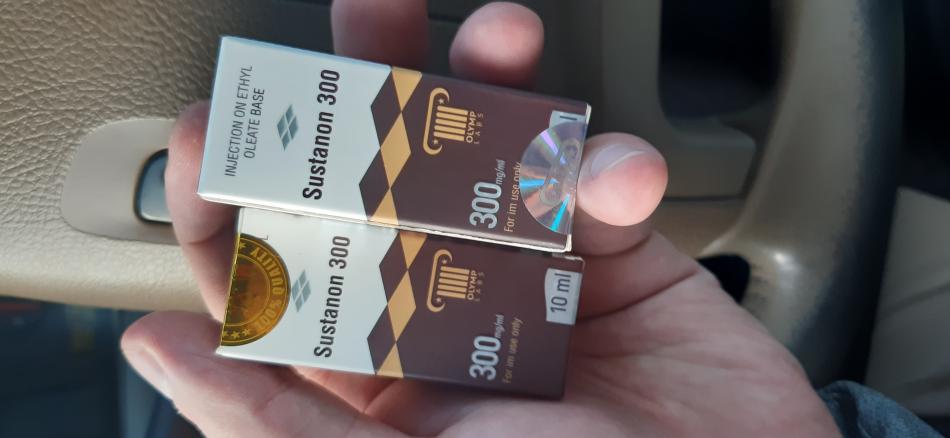 INJECTION ON ETHYL
OLEATE BASE
Sustanon 300
OLYMP
LABS
300 mg/ml
For im use only
Sustanon 300
OLYMP
LABS
300 mg/ml
For im use only
10 ml
100% QUALITY